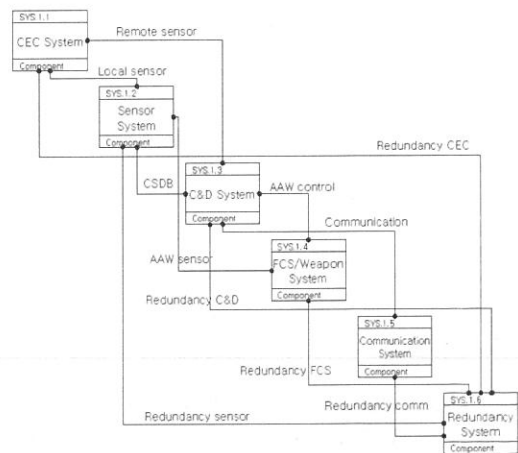 SYS.1.1
CEC System
Component
Remote sensor
Local sensor
SYS.1.2
Sensor
System
Component
Redundancy CEC
CSDB
SYS.1.3
C&D System
Component
AAW control
Communication
AAW sensor
SYS.1.4
FCS/Weapon
System
Component
Redundancy C&D
SYS.1.5
Communication
System
Component
Redundancy FCS
Redundancy sensor
Redundancy comm
SYS.1.6
Redundancy
System
Component